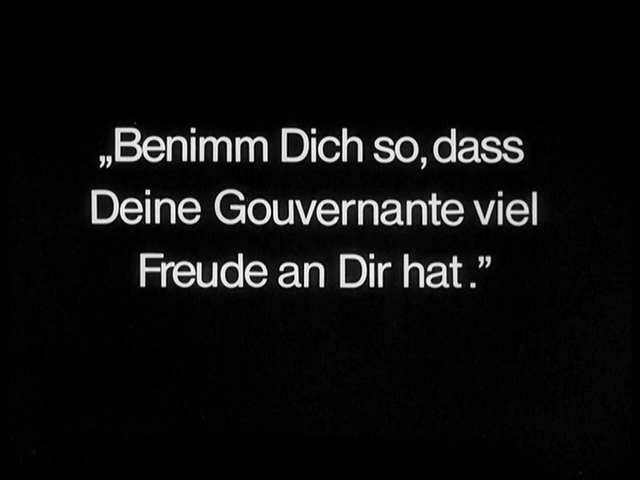 „Benimm Dich so, dass
Deine Gouvernante viel
Freude an Dir hat.”